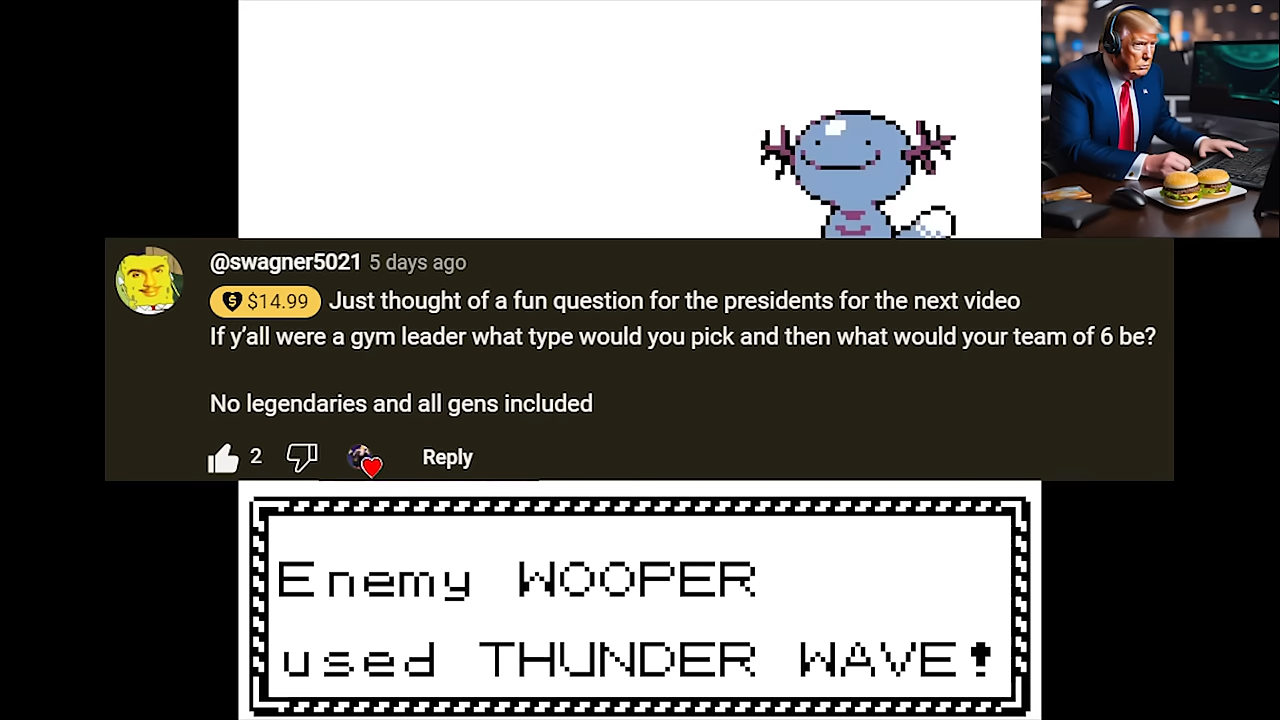 @swagner5021 5 days ago
$14.99 Just thought of a fun question for the presidents for the next video
If y’all were a gym leader what type would you pick and then what would your team of 6 be?
No legendaries and all gens included
2 Reply
Enemy WOOPER
used THUNDER WAVE!